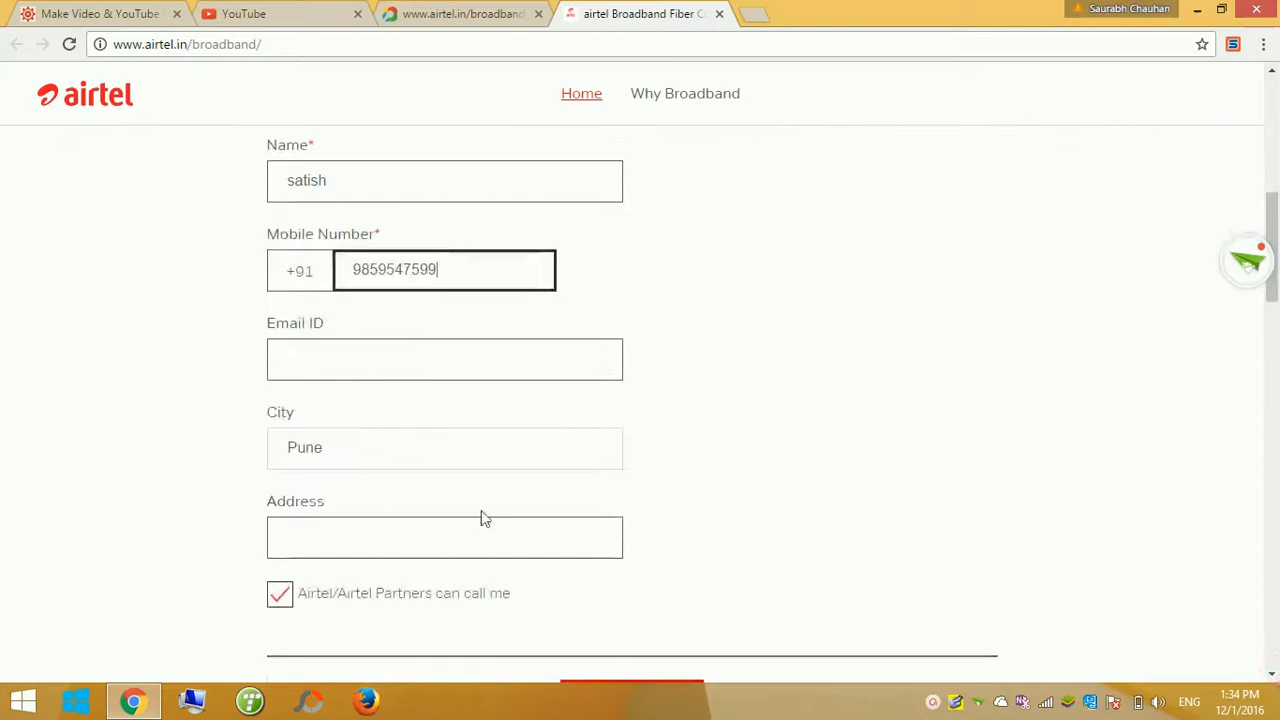 Make Video & YouTube
YouTube
www.airtel.in/broadband
airtel Broadband Fiber Co
Saurabh Chauhan
www.airtel.in/broadband/
airtel
Home
Why Broadband
Name*
satish
Mobile Number*
+91
9859547599
Email ID
City
Pune
Address
Airtel/Airtel Partners can call me
ENG
1:34 PM
12/1/2016